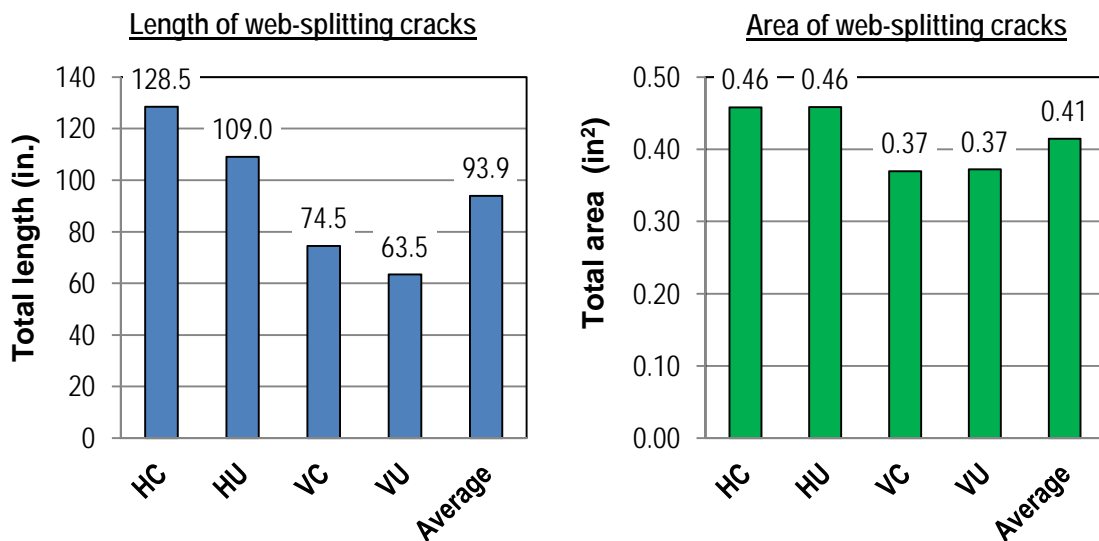 Length of web-splitting cracks
Total length (in.)
140
120
100
80
60
40
20
0
128.5
109.0
74.5
63.5
93.9
HC
HU
VC
VU
Average
Area of web-splitting cracks
Total area (in²)
0.50
0.40
0.30
0.20
0.10
0.00
0.46
0.46
0.37
0.37
0.41
HC
HU
VC
VU
Average